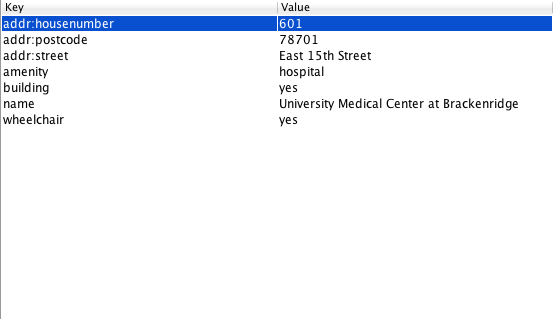 Key Value
addr:housenumber 601
addr:postcode 78701
addr:street East 15th Street
amenity hospital
building yes
name University Medical Center at Brackenridge
wheelchair yes